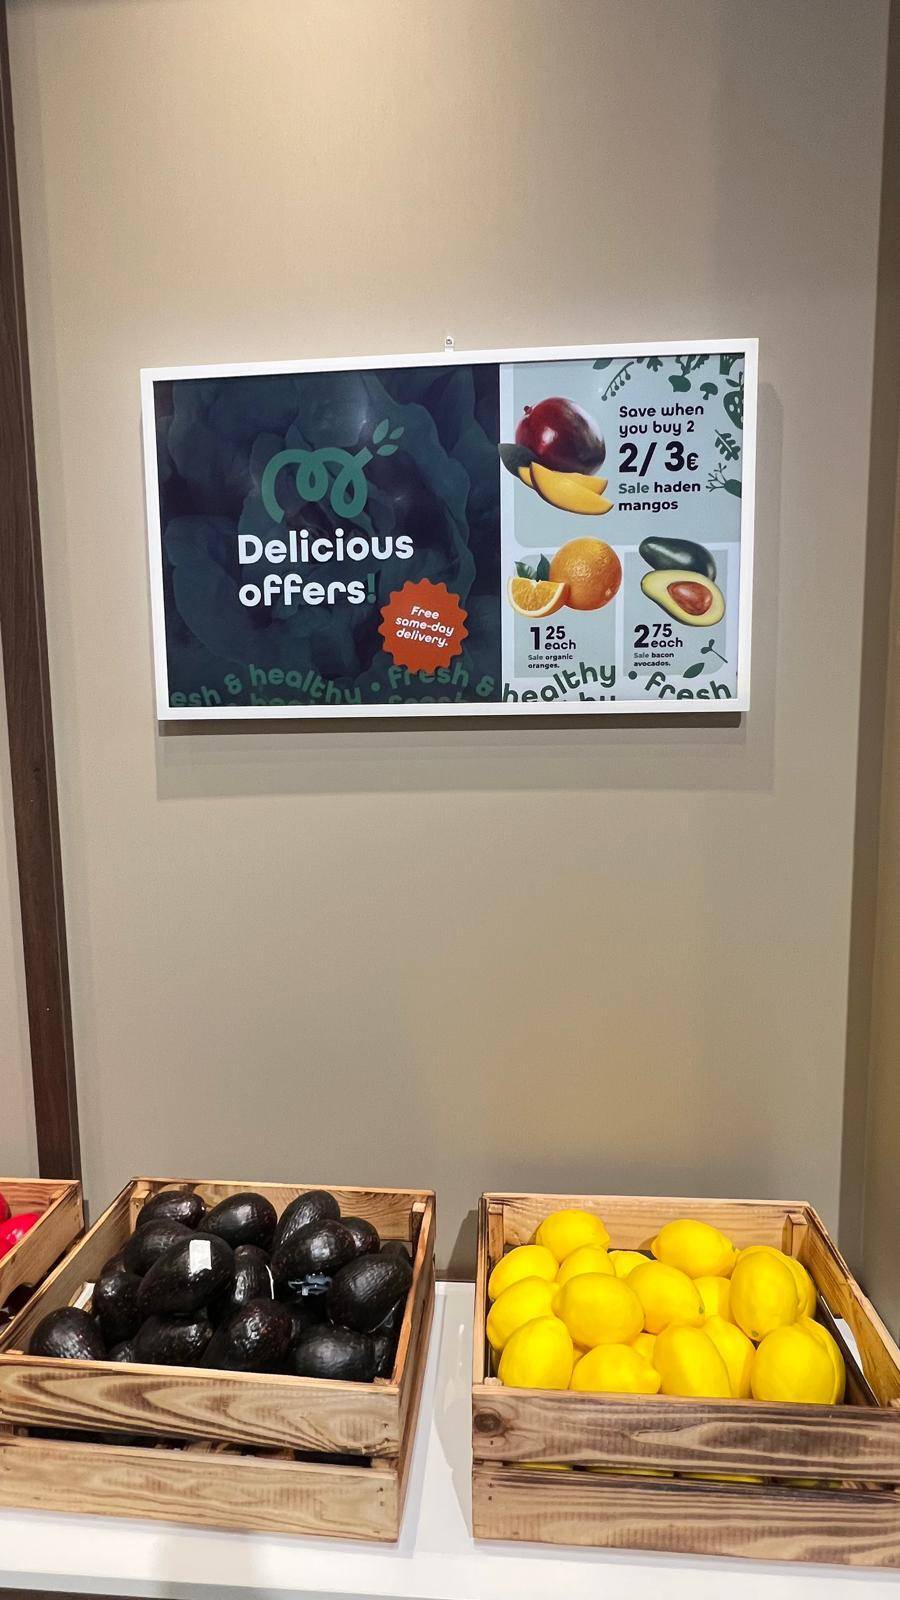 Delicious
offers!
Free
same-day
delivery.
esh & healthy • Fresh &
Save when
you buy 2
2/ 3€
Sale haden
mangos
1 25
each
Sale organic
oranges.
2 75
each
Sale bacon
avocados.
healthy • Fresh